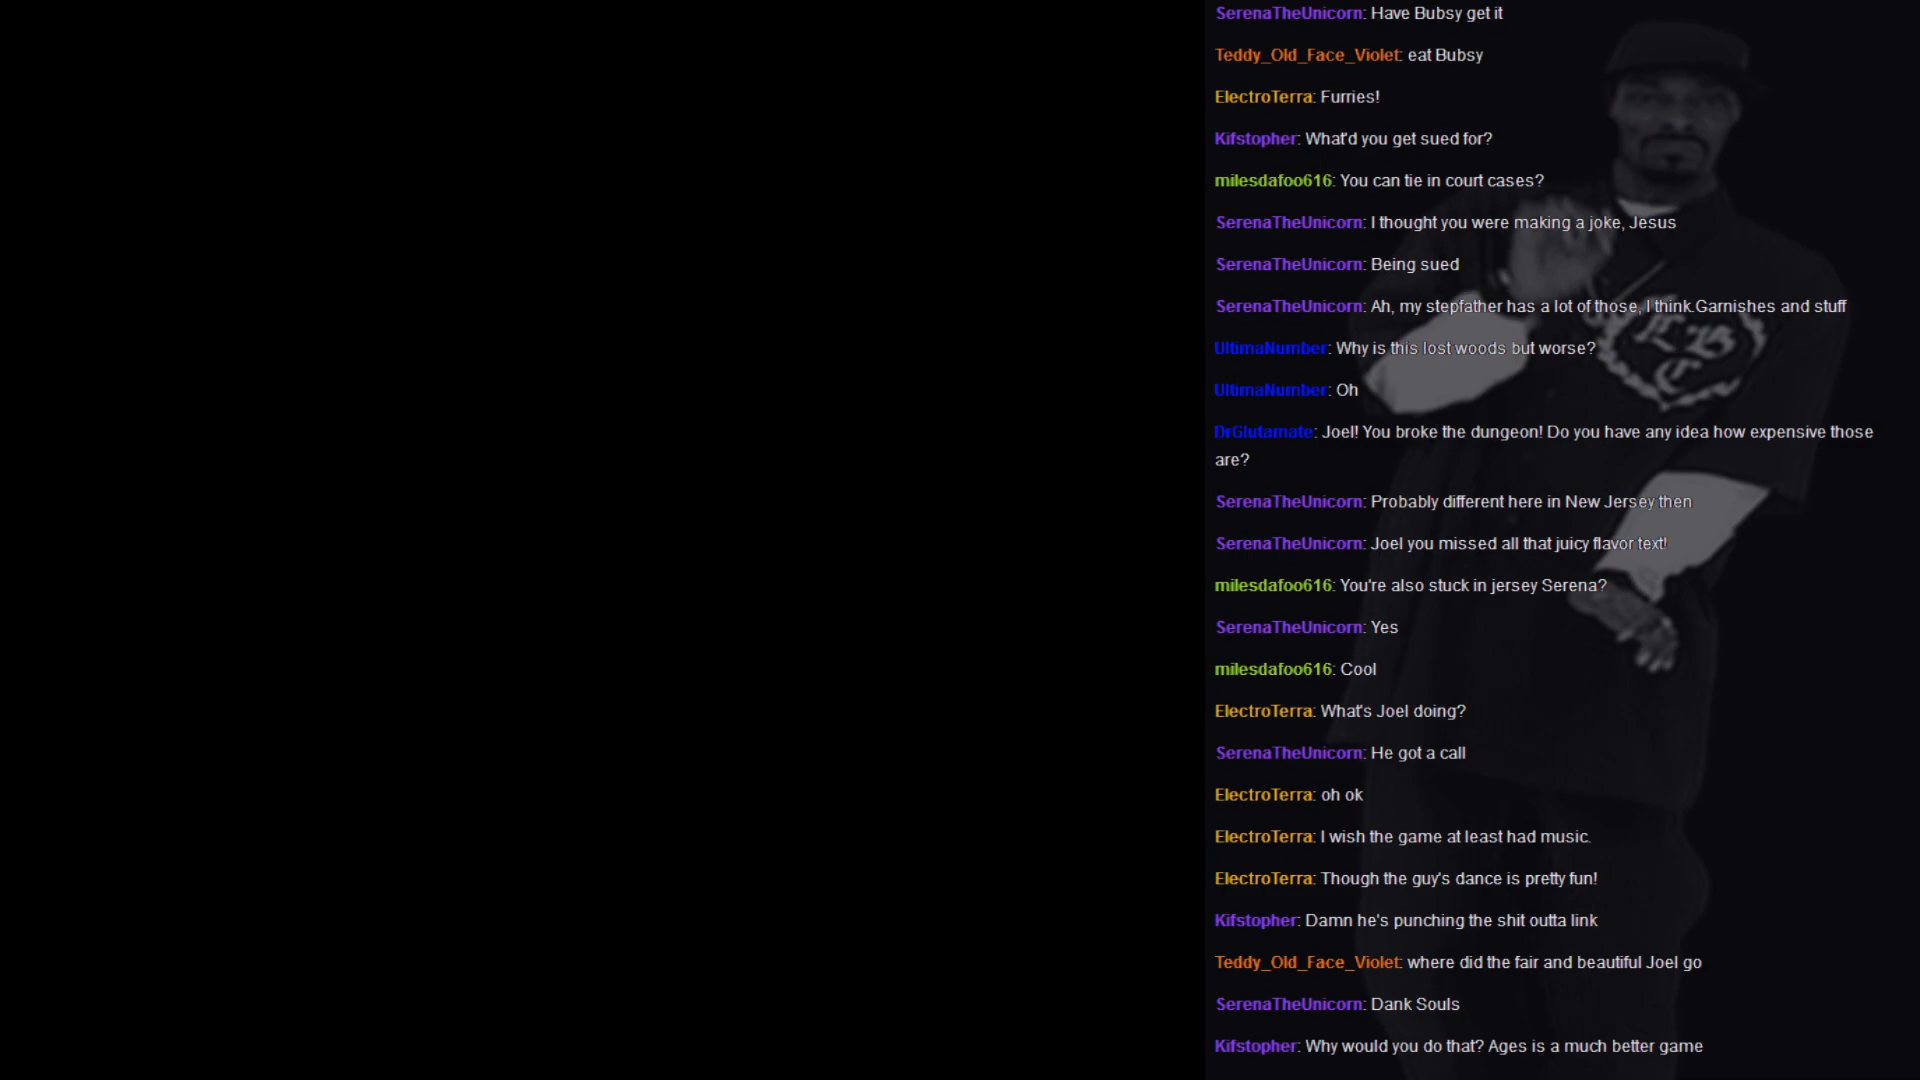 SerenaTheUnicorn: Have Bubsy get it
Teddy_Old_Face_Violet: eat Bubsy
ElectroTerra: Furries!
Kifstopher: What'd you get sued for?
milesdafoo616: You can tie in court cases?
SerenaTheUnicorn: I thought you were making a joke, Jesus
SerenaTheUnicorn: Being sued
SerenaTheUnicorn: Ah, my stepfather has a lot of those, I think.Garnishes and stuff
UltimaNumber: Why is this lost woods but worse?
UltimaNumber: Oh
DrGlutamate: Joel! You broke the dungeon! Do you have any idea how expensive those
are?
SerenaTheUnicorn: Probably different here in New Jersey then
SerenaTheUnicorn: Joel you missed all that juicy flavor text!
milesdafoo616: You're also stuck in jersey Serena?
SerenaTheUnicorn: Yes
milesdafoo616: Cool
ElectroTerra: What's Joel doing?
SerenaTheUnicorn: He got a call
ElectroTerra: oh ok
ElectroTerra: I wish the game at least had music.
ElectroTerra: Though the guy's dance is pretty fun!
Kifstopher: Damn he's punching the shit outta link
Teddy_Old_Face_Violet: where did the fair and beautiful Joel go
SerenaTheUnicorn: Dank Souls
Kifstopher: Why would you do that? Ages is a much better game
LBC